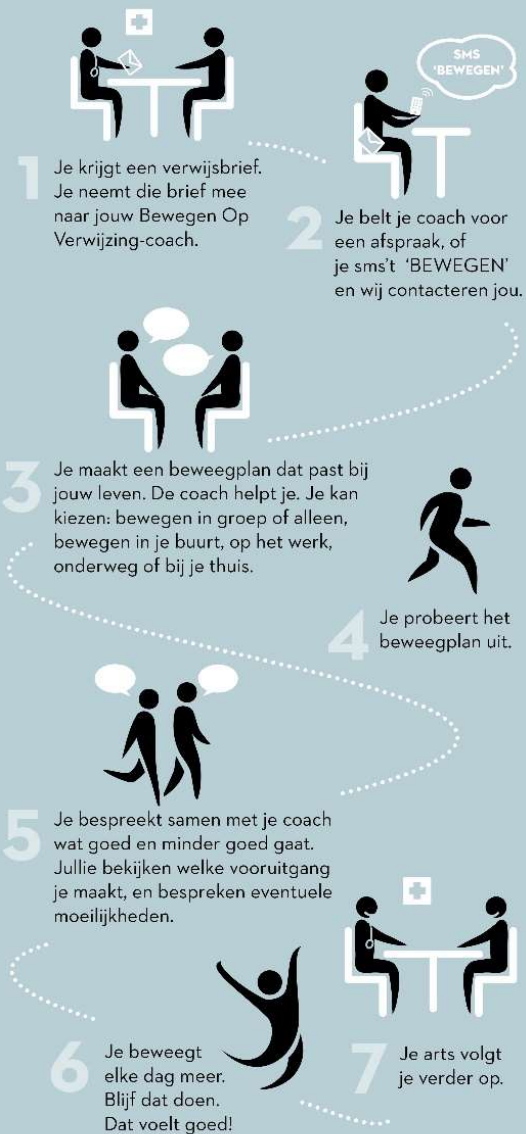 1
Je krijgt een verwijsbrief.
Je neemt die brief mee
naar jouw Bewegen Op
Verwijzing-coach.
SMS
'BEWEGEN'
2
Je belt je coach voor
een afspraak, of
je sms't 'BEWEGEN'
en wij contacteren jou.
3
Je maakt een beweegplan dat past bij
jouw leven. De coach helpt je. Je kan
kiezen: bewegen in groep of alleen,
bewegen in je buurt, op het werk,
onderweg of bij je thuis.
4
Je probeert het
beweegplan uit.
5
Je bespreekt samen met je coach
wat goed en minder goed gaat.
Jullie bekijken welke vooruitgang
je maakt, en bespreken eventuele
moeilijkheden.
6
Je beweegt
elke dag meer.
Blijf dat doen.
Dat voelt goed!
7
Je arts volgt
je verder op.